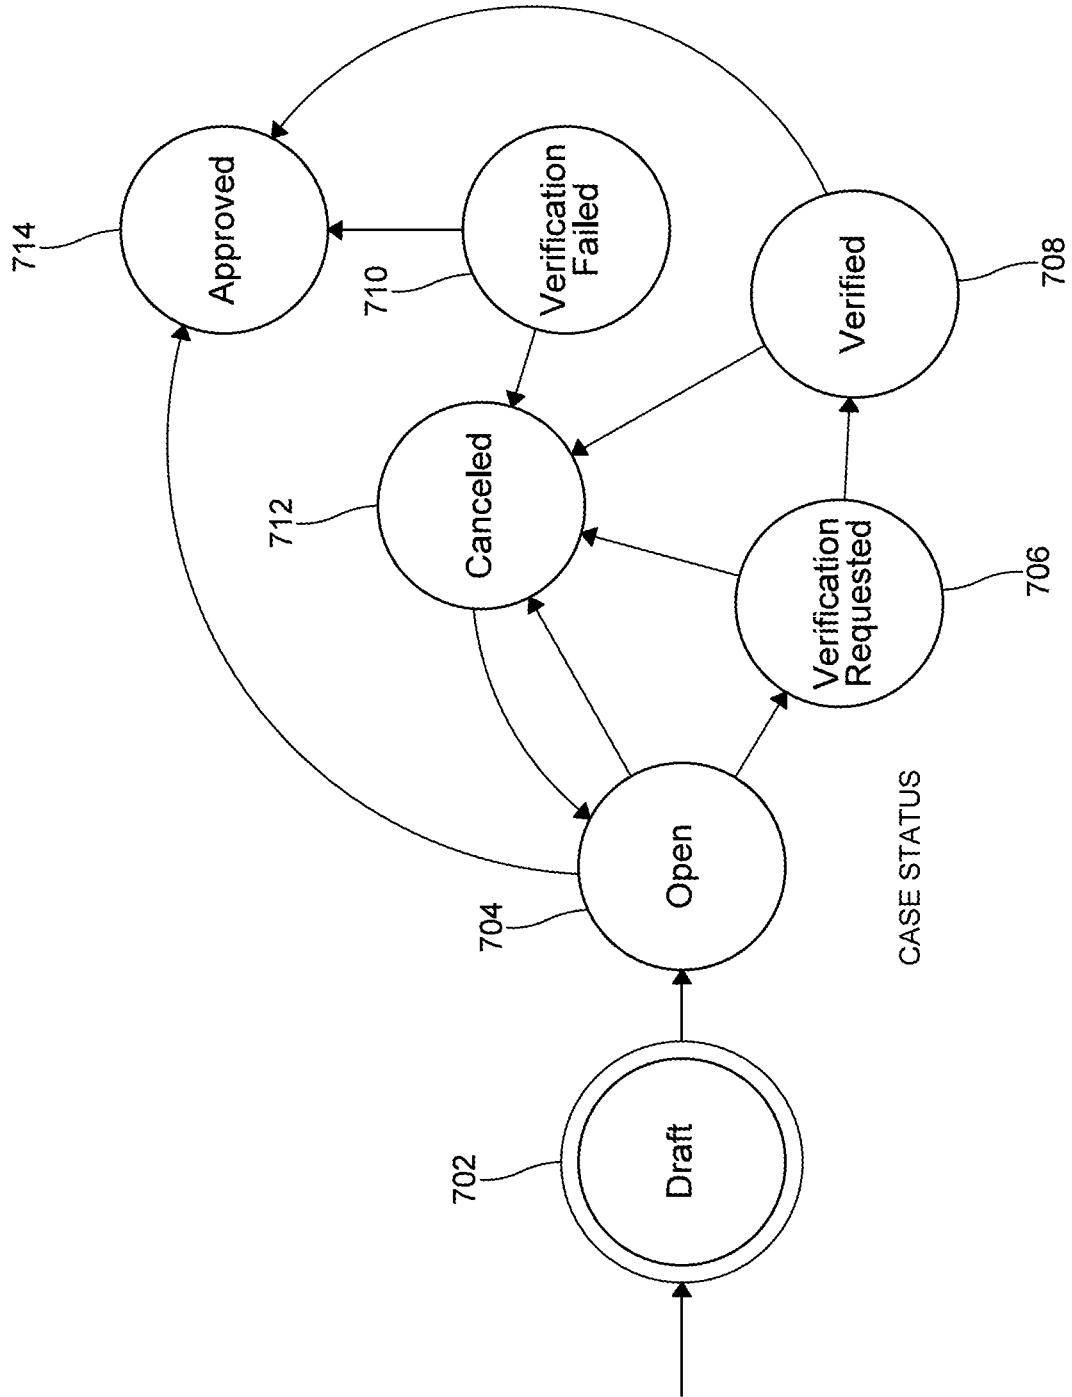 702
Draft
704
Open
CASE STATUS
706
Verification
Requested
712
Canceled
708
Verified
710
Verification
Failed
714
Approved